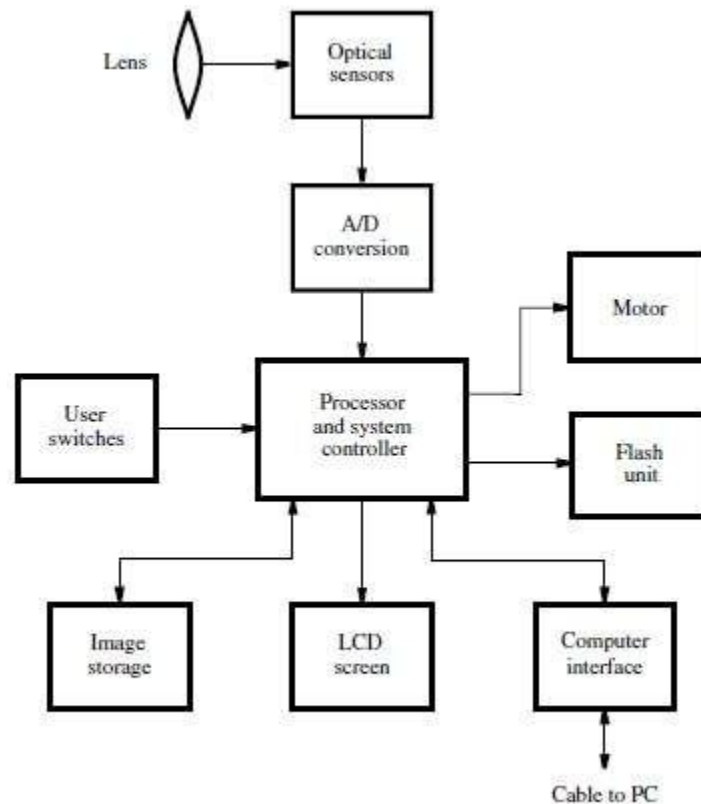 Lens
Optical
sensors
A/D
conversion
Motor
User
switches
Processor
and system
controller
Flash
unit
Image
storage
LCD
screen
Computer
interface
Cable to PC